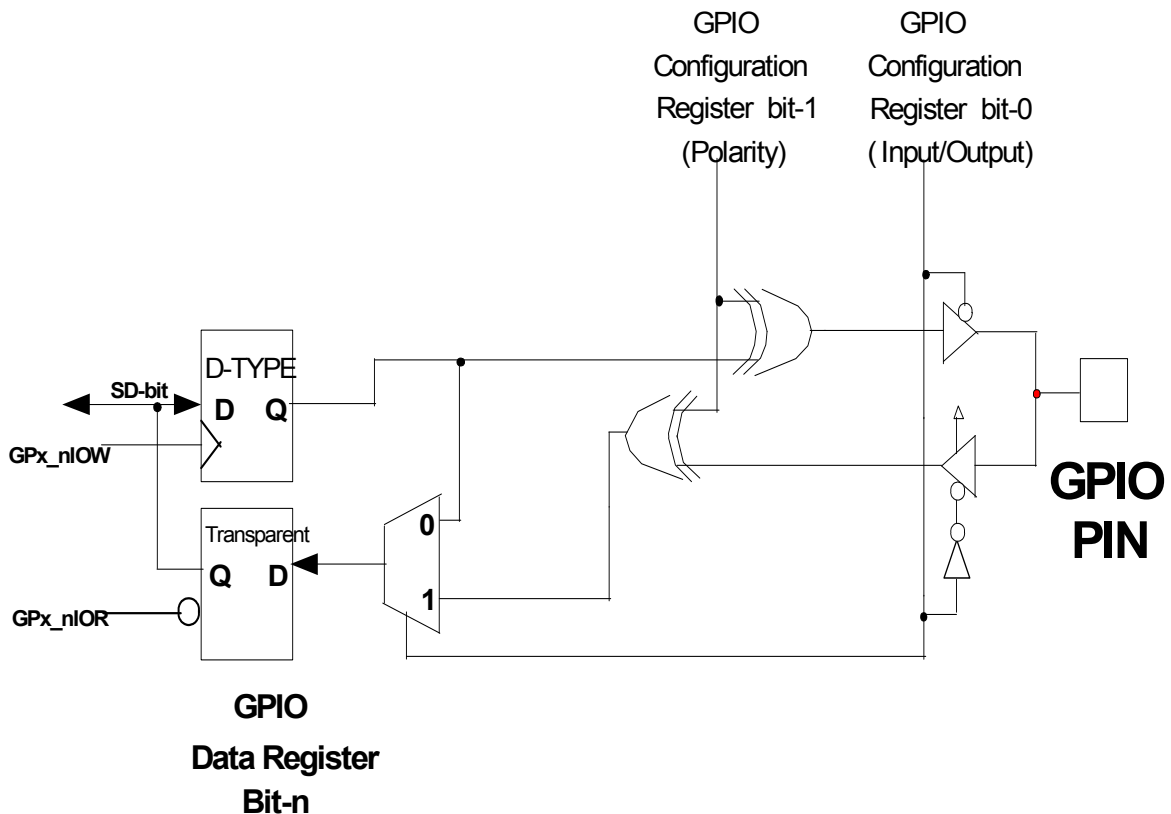 GPIO
Configuration
Register bit-1
(Polarity)
GPIO
Configuration
Register bit-0
( Input/Output)
D-TYPE
SD-bit
D Q
GPx_nIOW
GPIO
PIN
Transparent
0
Q D
1
GPx_nIOR
GPIO
Data Register
Bit-n